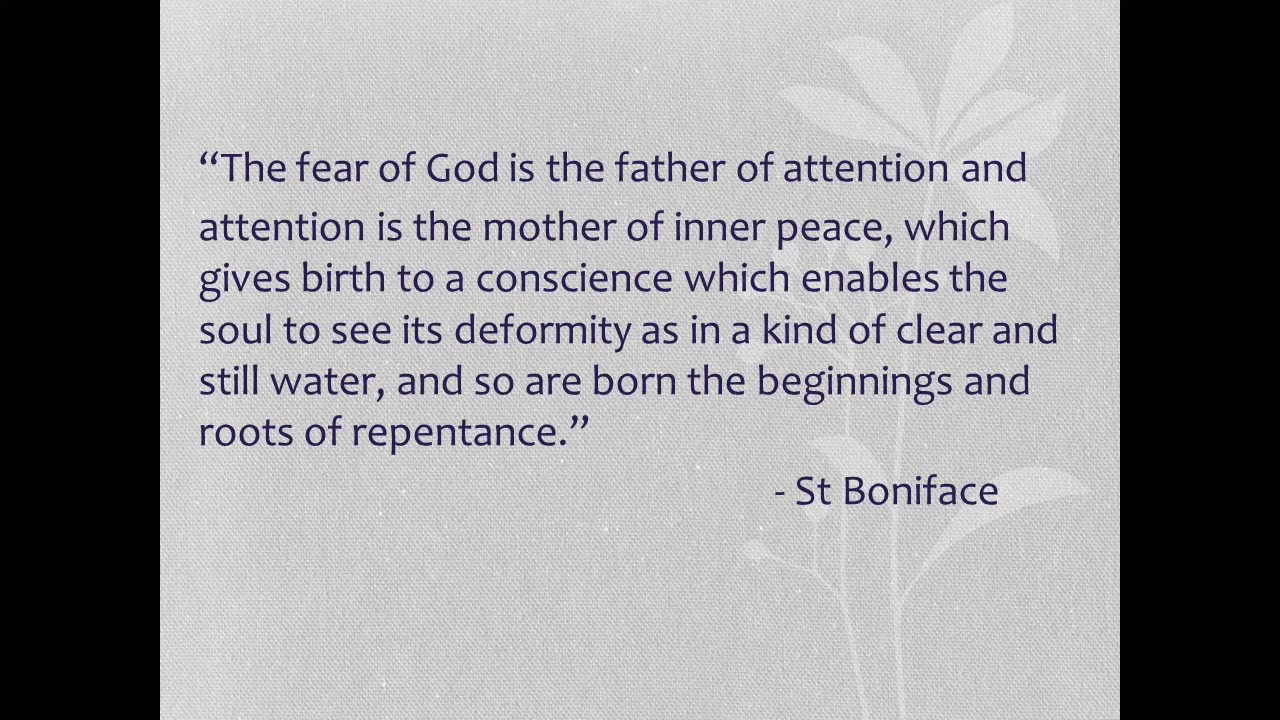 “The fear of God is the father of attention and
attention is the mother of inner peace, which
gives birth to a conscience which enables the
soul to see its deformity as in a kind of clear and
still water, and so are born the beginnings and
roots of repentance.”
- St Boniface